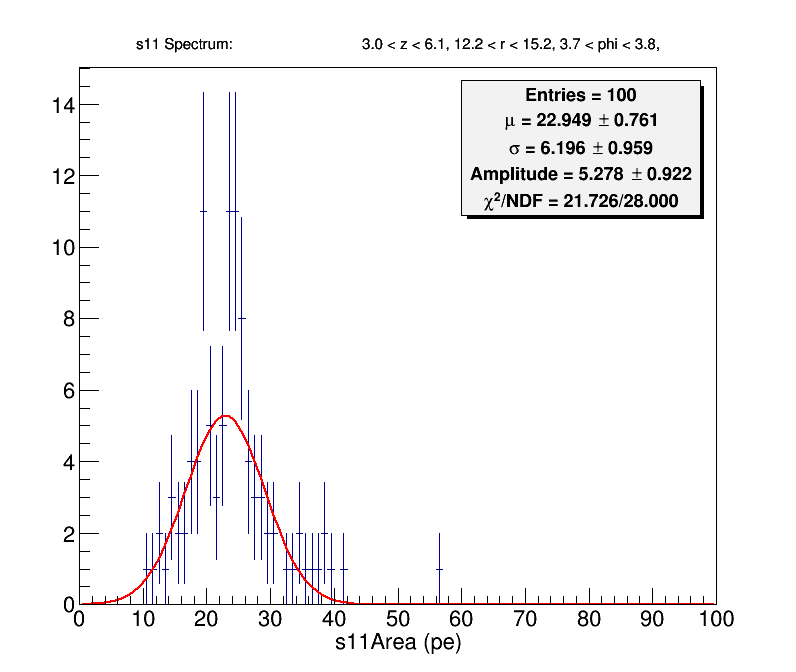 s11 Spectrum: 3.0 < z < 6.1, 12.2 < r < 15.2, 3.7 < phi < 3.8,
Entries = 100
μ = 22.949 ± 0.761
σ = 6.196 ± 0.959
Amplitude = 5.278 ± 0.922
χ²/NDF = 21.726/28.000
14
12
10
8
6
4
2
0
0 10 20 30 40 50 60 70 80 90 100
s11Area (pe)